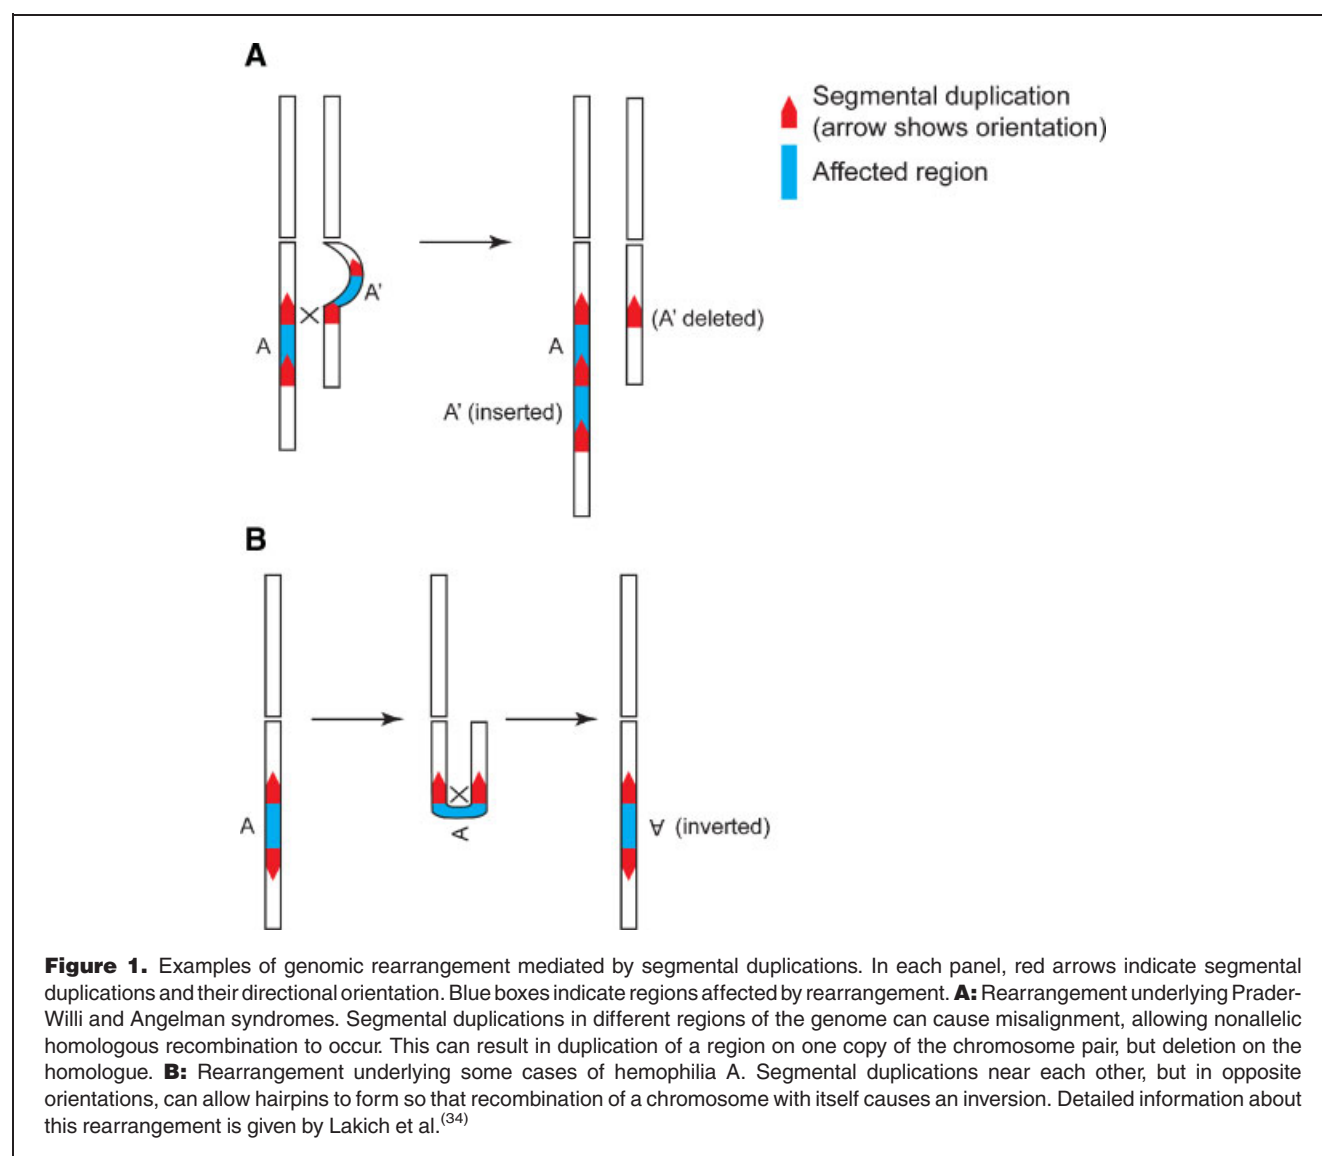 A
Segmental duplication
(arrow shows orientation)
Affected region
A'
A
(A' deleted)
A
A' (inserted)
B
A
A
∀ (inverted)
Figure 1. Examples of genomic rearrangement mediated by segmental duplications. In each panel, red arrows indicate segmental
duplications and their directional orientation. Blue boxes indicate regions affected by rearrangement. A: Rearrangement underlying Prader-
Willi and Angelman syndromes. Segmental duplications in different regions of the genome can cause misalignment, allowing nonallelic
homologous recombination to occur. This can result in duplication of a region on one copy of the chromosome pair, but deletion on the
homologue. B: Rearrangement underlying some cases of hemophilia A. Segmental duplications near each other, but in opposite
orientations, can allow hairpins to form so that recombination of a chromosome with itself causes an inversion. Detailed information about
this rearrangement is given by Lakich et al.(34)